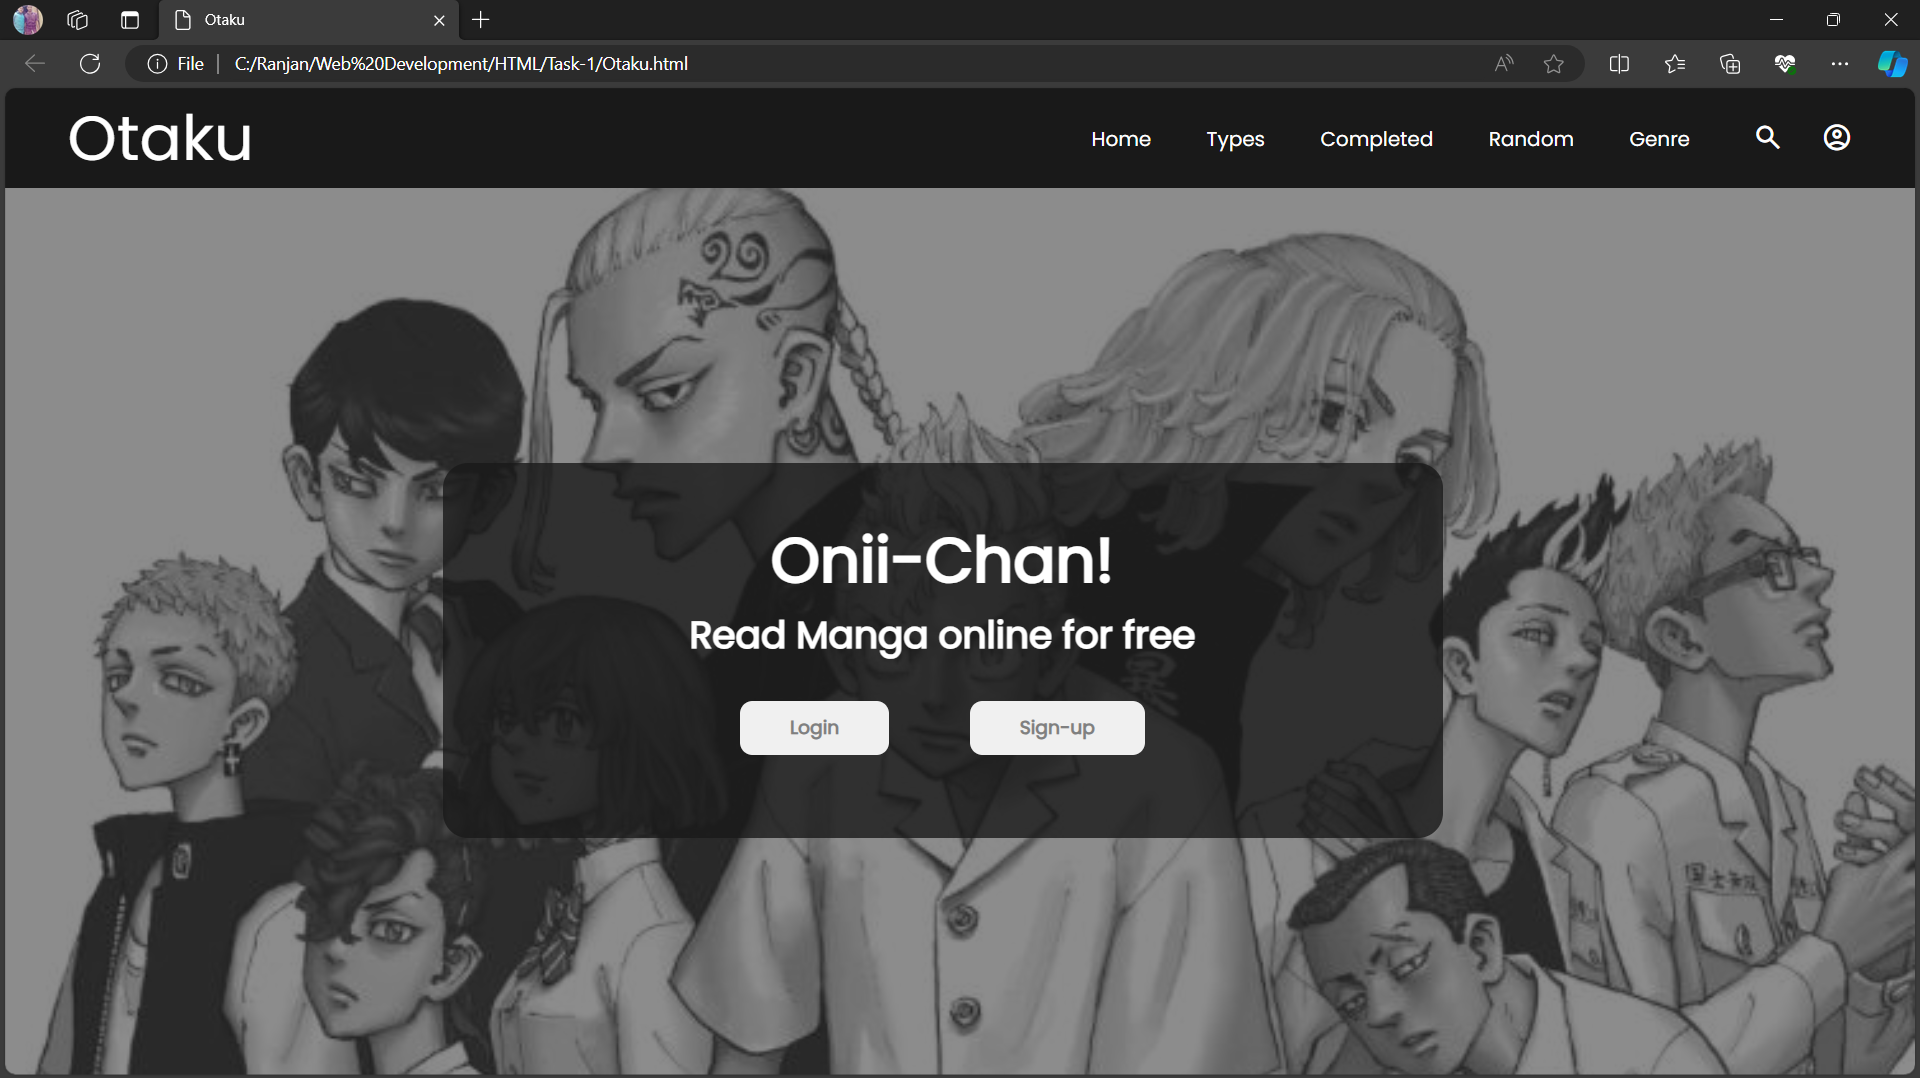 Otaku
File
C:/Ranjan/Web%20Development/HTML/Task-1/Otaku.html
Otaku
Home Types Completed Random Genre
Onii-Chan!
Read Manga online for free
Login Sign-up